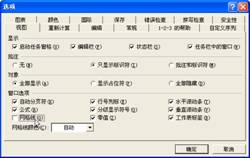 选项
图表 颜色 国际 保存 错误检查 拼写检查 安全性
视图 重新计算 编辑 常规 1-2-3 的帮助 自定义序列
显示
启动任务窗格(K) 编辑栏(F) 状态栏(S) 任务栏中的窗口(B)
批注
无(N) 只显示标识符(I) 批注和标识符(M)
对象
全部显示(A) 显示占位符(P) 全部隐藏(D)
窗口选项
自动分页符(U) 行号列标(E) 水平滚动条(T)
公式(R) 分级显示符号(O) 垂直滚动条(V)
网格线(G) 零值(Z) 工作表标签(B)
网格线颜色(C): 自动
确定 取消